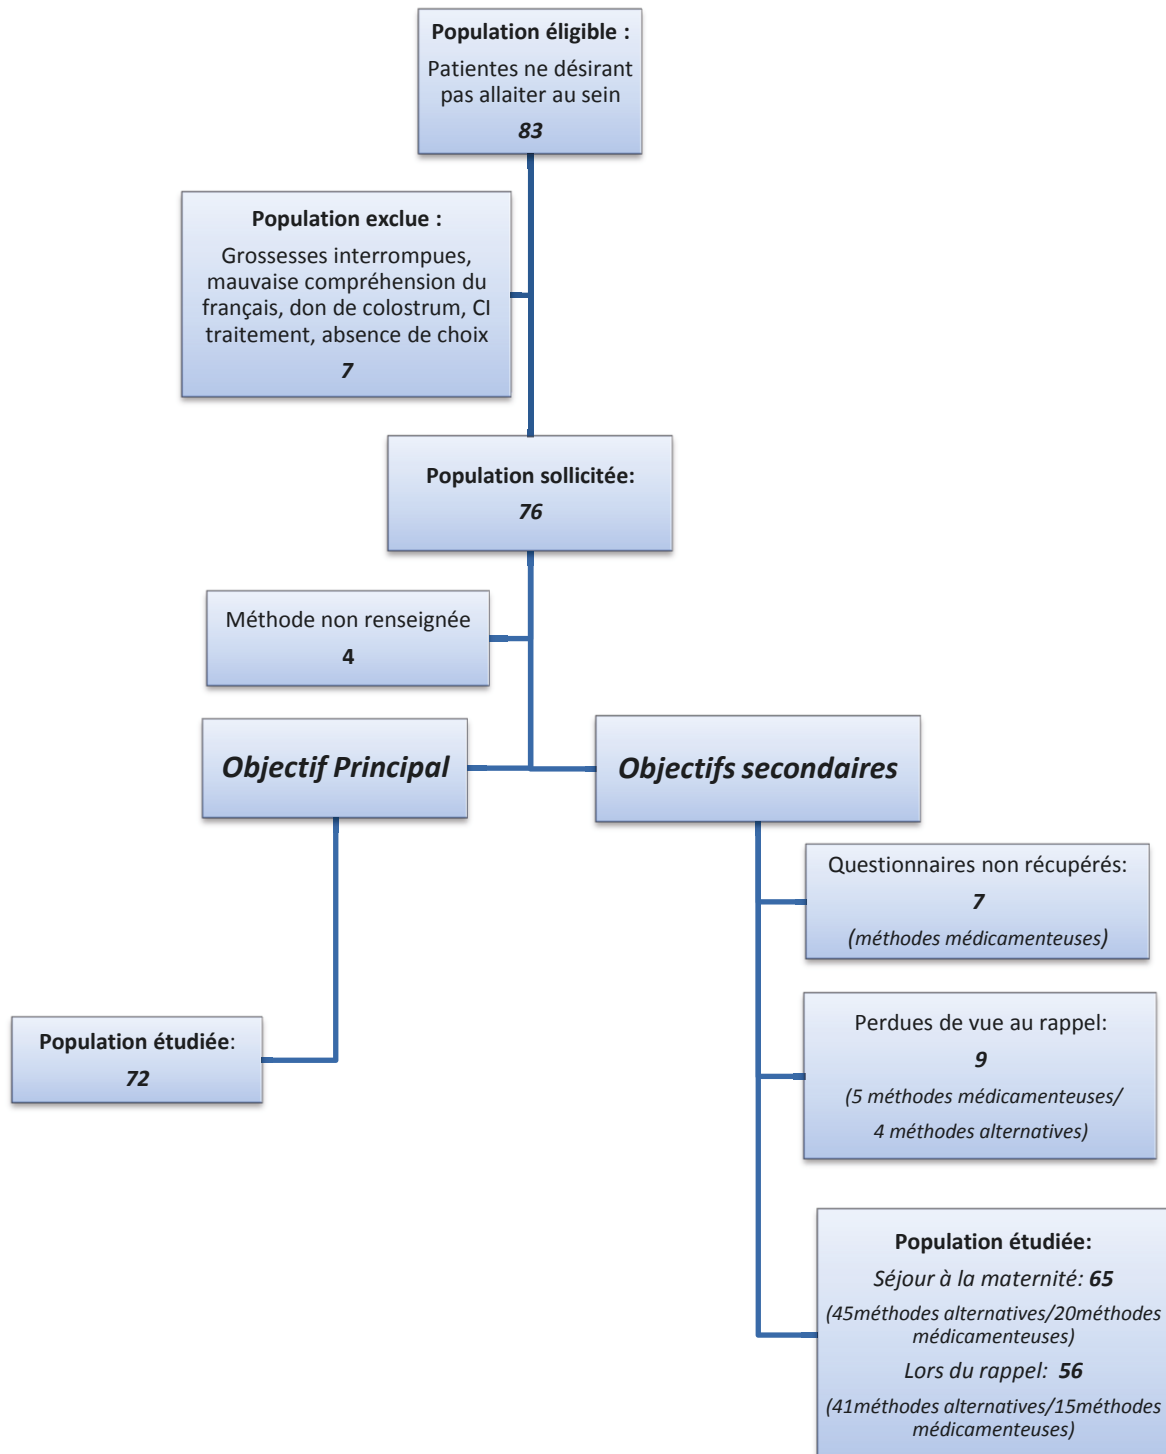 Population éligible :
Patientes ne désirant
pas allaiter au sein
83
Population exclue :
Grossesses interrompues,
mauvaise compréhension du
français, don de colostrum, CI
traitement, absence de choix
7
Population sollicitée:
76
Méthode non renseignée
4
Objectif Principal
Objectifs secondaires
Questionnaires non récupérés:
7
(méthodes médicamenteuses)
Population étudiée:
72
Perdues de vue au rappel:
9
(5 méthodes médicamenteuses/
4 méthodes alternatives)
Population étudiée:
Séjour à la maternité: 65
(45méthodes alternatives/20méthodes
médicamenteuses)
Lors du rappel: 56
(41méthodes alternatives/15méthodes
médicamenteuses)